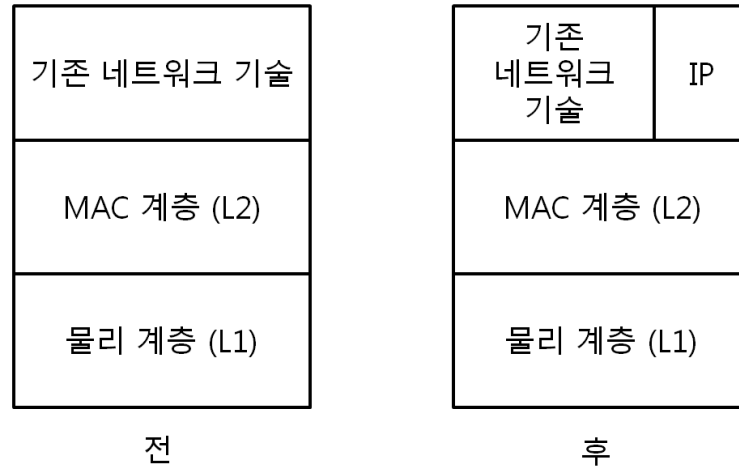 기존 네트워크 기술
MAC 계층 (L2)
물리 계층 (L1)
전
기존
네트워크
기술
IP
MAC 계층 (L2)
물리 계층 (L1)
후